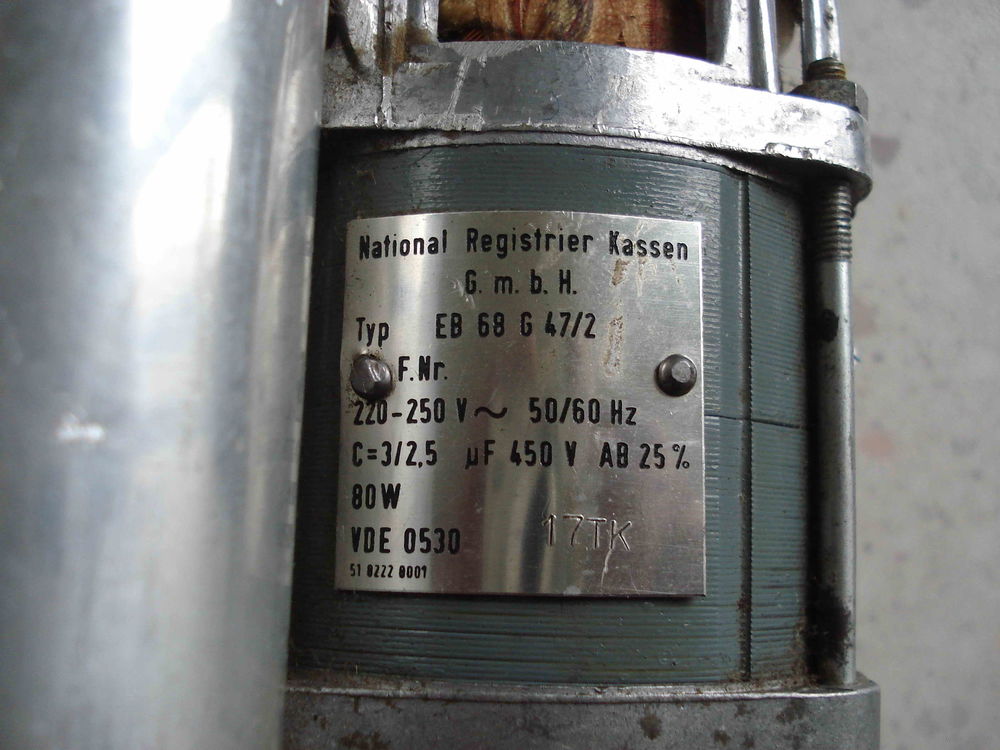 National Registrier Kassen
G. m. b. H.
Typ EB 68 G 47/2
F. Nr.
220-250 V ~ 50/60 Hz
C=3/2,5 µF 450 V AB 25 %
80W
VDE 0530 17TK
51 0222 0001